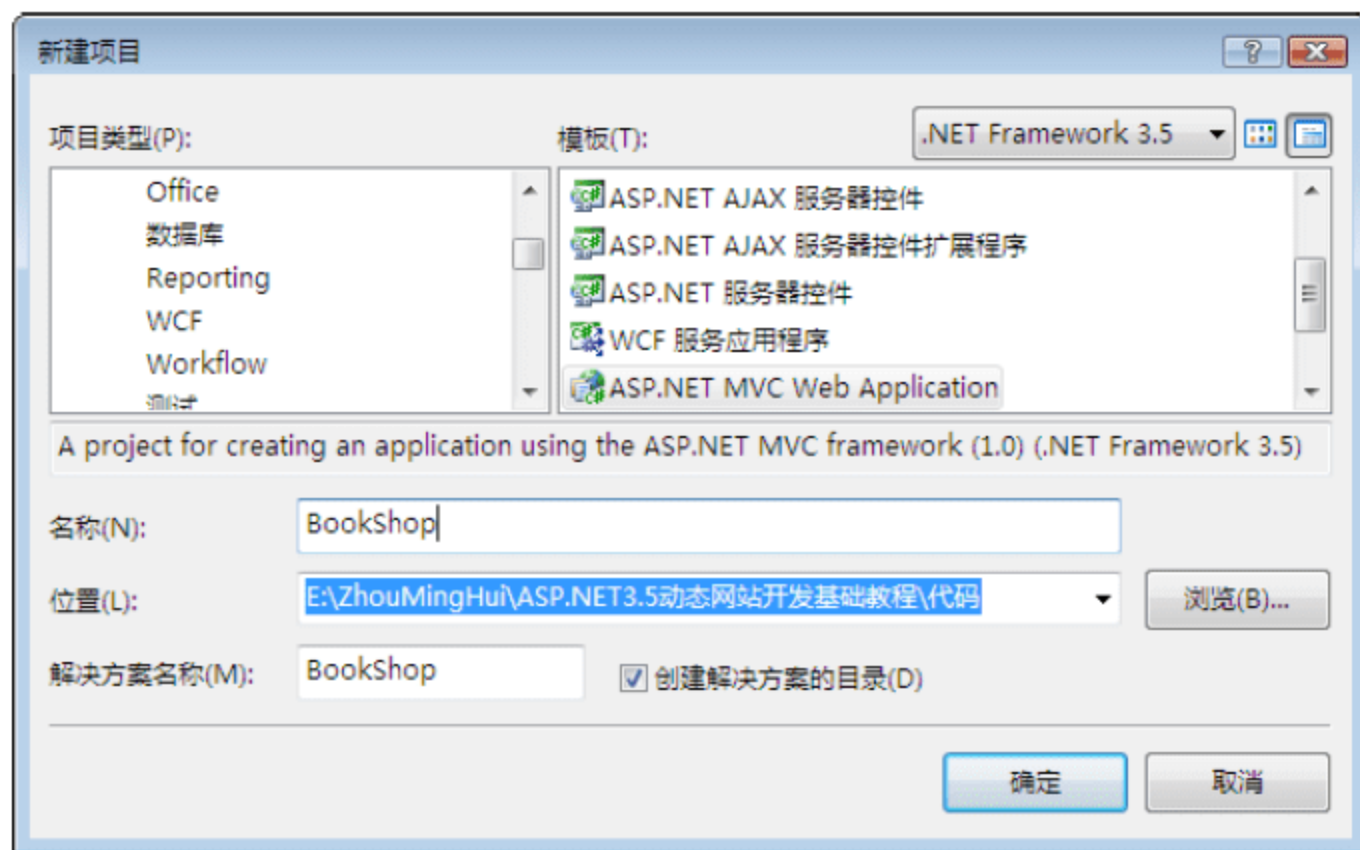 新建项目
项目类型(P):
模板(T):
.NET Framework 3.5
Office
数据库
Reporting
WCF
Workflow
测试
ASP.NET AJAX 服务器控件
ASP.NET AJAX 服务器控件扩展程序
ASP.NET 服务器控件
WCF 服务应用程序
ASP.NET MVC Web Application
A project for creating an application using the ASP.NET MVC framework (1.0) (.NET Framework 3.5)
名称(N):
BookShop
位置(L):
E:\ZhouMingHui\ASP.NET3.5动态网站开发基础教程\代码
浏览(B)...
解决方案名称(M):
BookShop
创建解决方案的目录(D)
确定
取消